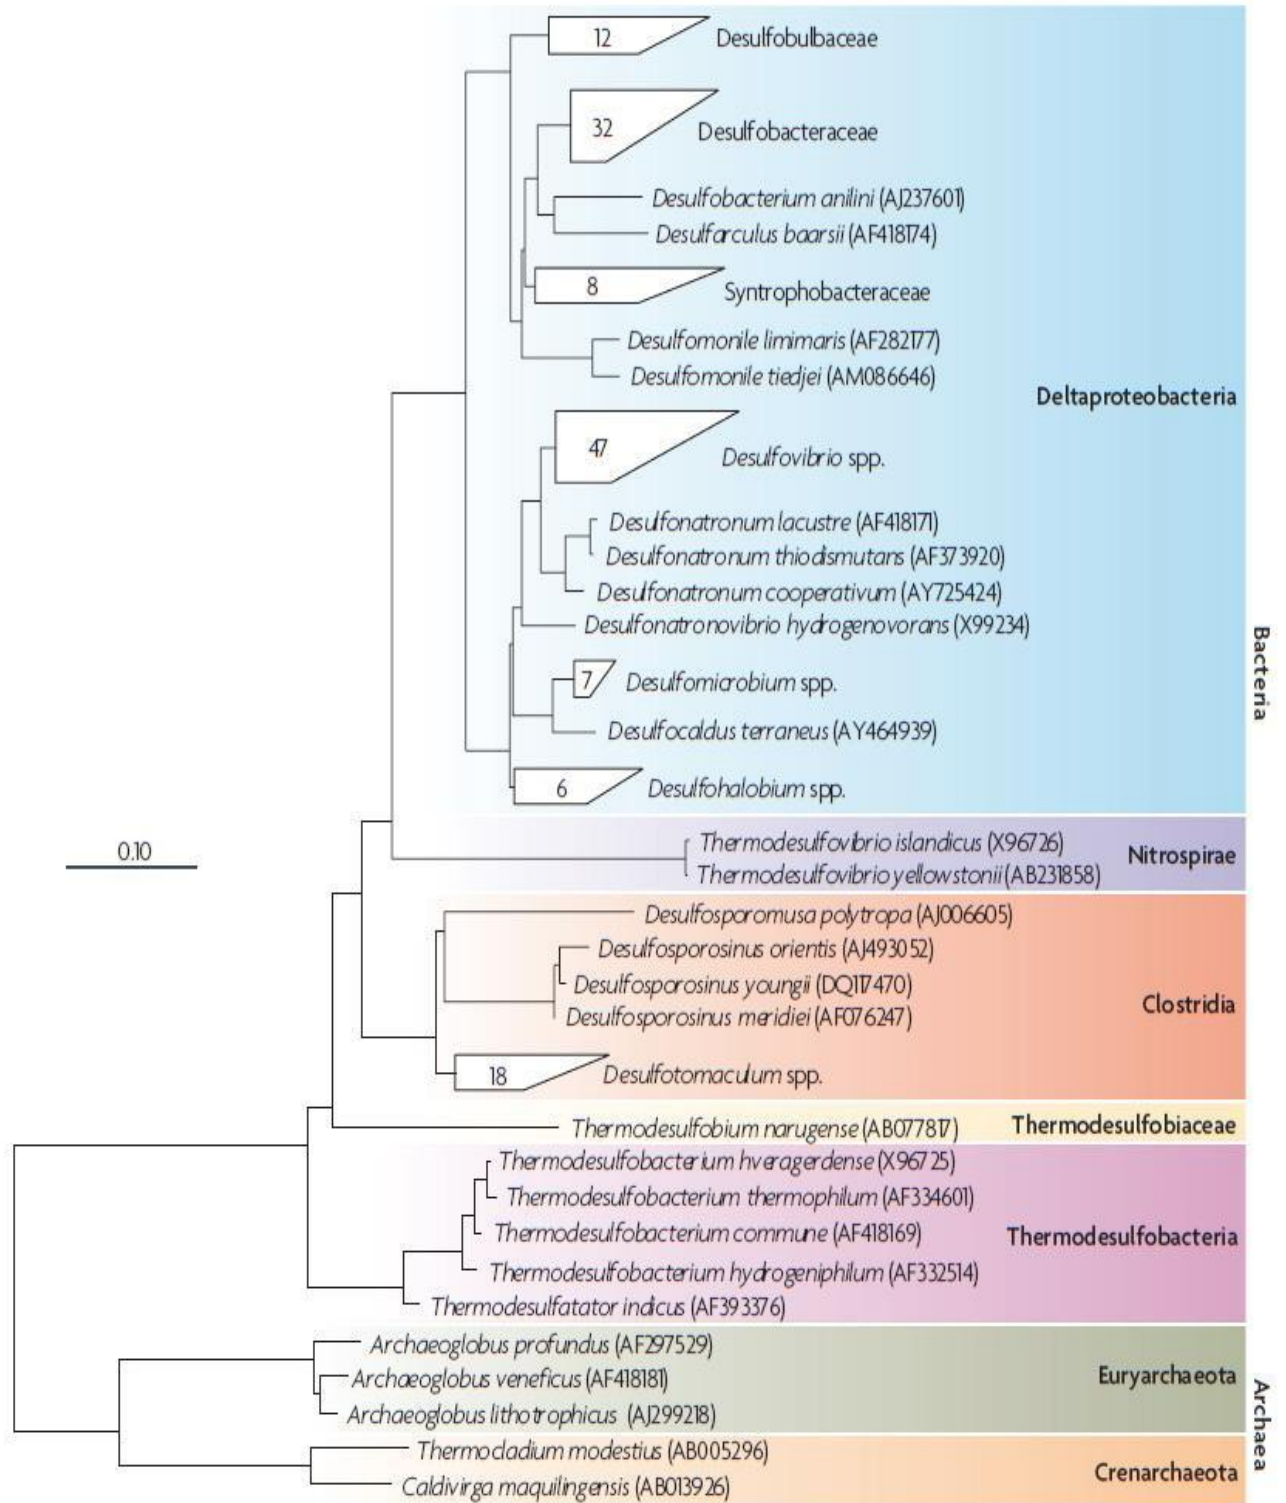 12 Desulfobulbaceae
32 Desulfobacteraceae
Desulfobacterium anilini (AJ237601)
Desulfarculus baarsii (AF418174)
8 Syntrophobacteraceae
Desulfomonile limimaris (AF282177)
Desulfomonile tiedjei (AM086646)
Deltaproteobacteria
47 Desulfovibrio spp.
Desulfonatronum lacustre (AF418171)
Desulfonatronum thiodismutans (AF373920)
Desulfonatronum cooperativum (AY725424)
Desulfonatronovibrio hydrogenovorans (X99234)
Bacteria
7 Desulfomicrobium spp.
Desulfocaldus terraneus (AY464939)
6 Desulfohalobium spp.
0.10
Thermodesulfovibrio islandicus (X96726)
Nitrospirae
Thermodesulfovibrio yellowstonii (AB231858)
Desulfosporomusa polytropa (AJ006605)
Desulfosporosinus orientis (AJ493052)
Desulfosporosinus youngii (DQ117470)
Clostridia
Desulfosporosinus meridiei (AF076247)
18 Desulfotomaculum spp.
Thermodesulfobium narugense (AB077817) Thermodesulfobiaceae
Thermodesulfobacterium hveragerdense (X96725)
Thermodesulfobacterium thermophilum (AF334601)
Thermodesulfobacterium commune (AF418169) Thermodesulfobacteria
Thermodesulfobacterium hydrogeniphilum (AF332514)
Thermodesulfatator indicus (AF393376)
Archaeoglobus profundus (AF297529)
Archaeoglobus veneficus (AF418181) Euryarchaeota
Archaeoglobus lithotrophicus (AJ299218)
Archaea
Thermocladium modestius (AB005296)
Crenarchaeota
Caldivirga maquilingensis (AB013926)